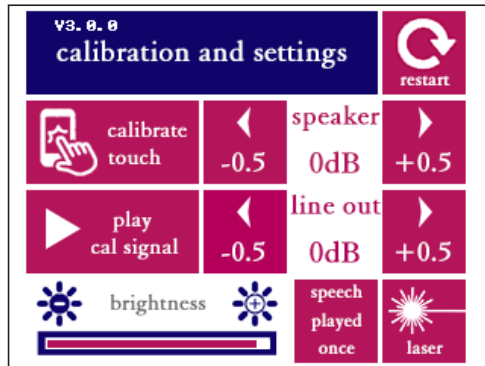 V3.0.0
calibration and settings
restart
calibrate
touch
-0.5
speaker
0dB
+0.5
play
cal signal
-0.5
line out
0dB
+0.5
brightness
speech
played
once
laser